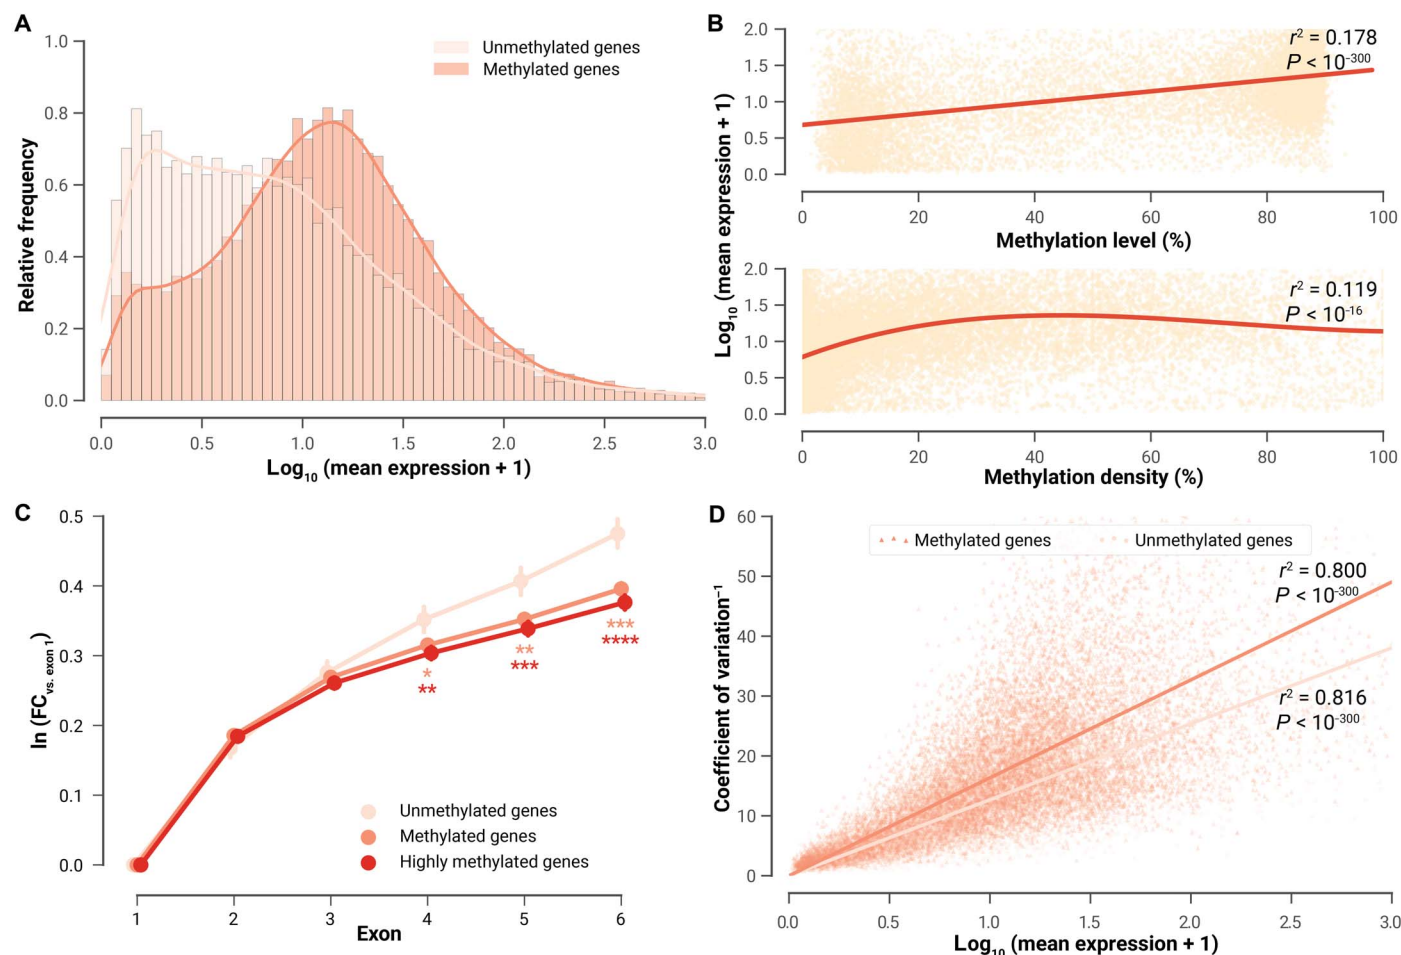 A
1.0
0.8
0.6
0.4
0.2
0.0
Relative frequency
Unmethylated genes
Methylated genes
0.0 0.5 1.0 1.5 2.0 2.5 3.0
Log₁₀ (mean expression + 1)
B
2.0
1.5
1.0
0.5
0.0
r² = 0.178
P < 10⁻³⁰⁰
0 20 40 60 80 100
Methylation level (%)
Log₁₀ (mean expression + 1)
2.0
1.5
1.0
0.5
0.0
r² = 0.119
P < 10⁻¹⁶
0 20 40 60 80 100
Methylation density (%)
C
0.5
0.4
0.3
0.2
0.1
0.0
ln (FC vs. exon 1)
*
**
**
***
***
****
Unmethylated genes
Methylated genes
Highly methylated genes
1 2 3 4 5 6
Exon
D
60
50
40
30
20
10
0
Coefficient of variation⁻¹
Methylated genes Unmethylated genes
r² = 0.800
P < 10⁻³⁰⁰
r² = 0.816
P < 10⁻³⁰⁰
0.0 0.5 1.0 1.5 2.0 2.5 3.0
Log₁₀ (mean expression + 1)